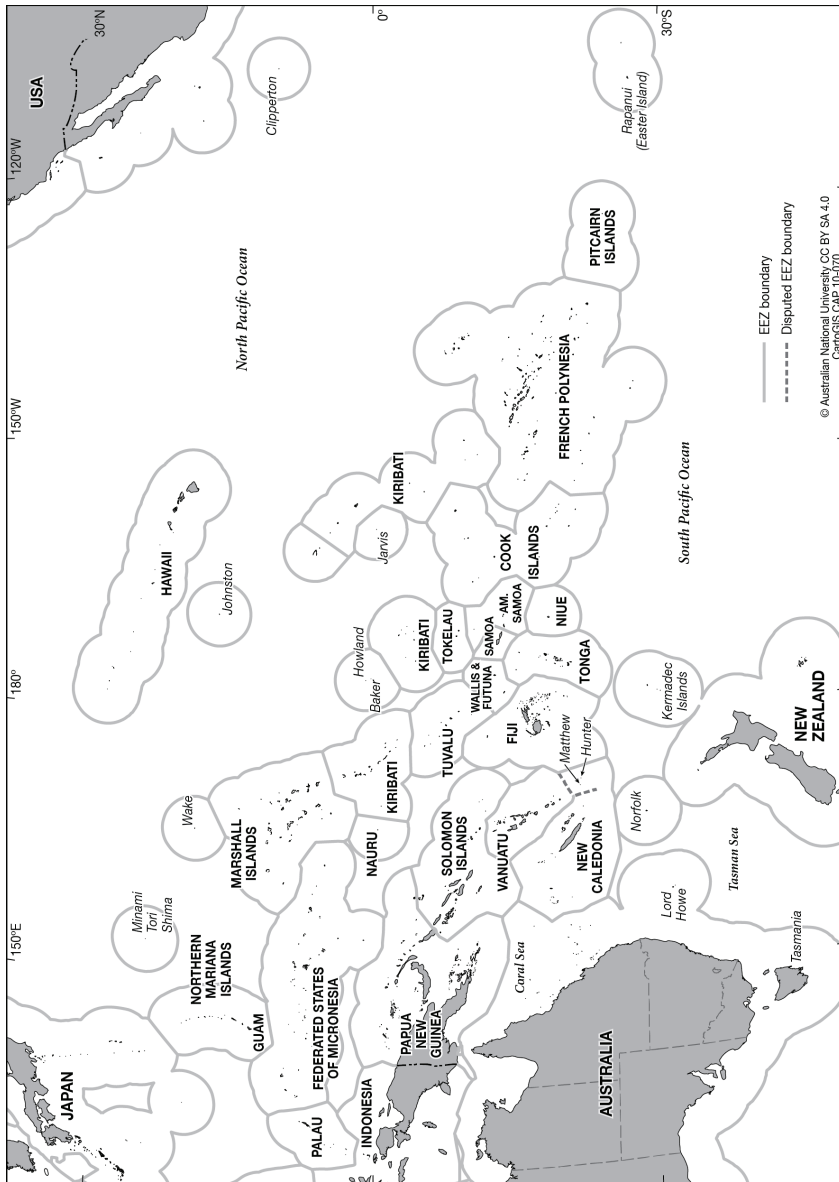 150°E
180°
150°W
120°W
USA
JAPAN
30°N
Minami
Tori
Shima
HAWAII
Wake
NORTHERN
MARIANA
ISLANDS
Johnston
North Pacific Ocean
MARSHALL
ISLANDS
GUAM
Clipperton
FEDERATED STATES
OF MICRONESIA
PALAU
Howland
Baker
Jarvis
INDONESIA
NAURU
KIRIBATI
KIRIBATI
KIRIBATI
0°
PAPUA
NEW
GUINEA
SOLOMON
ISLANDS
TUVALU
TOKELAU
WALLIS &
FUTUNA
SAMOA
AM.
SAMOA
COOK
ISLANDS
VANUATU
FIJI
Coral Sea
Matthew
Hunter
NIUE
FRENCH POLYNESIA
TONGA
NEW
CALEDONIA
PITCAIRN
ISLANDS
AUSTRALIA
Norfolk
Kermadec
Islands
Rapanui
(Easter Island)
30°S
Lord
Howe
South Pacific Ocean
Tasman Sea
Tasmania
NEW
ZEALAND
EEZ boundary
Disputed EEZ boundary
© Australian National University CC BY SA 4.0
CartoGIS CAP 10-070